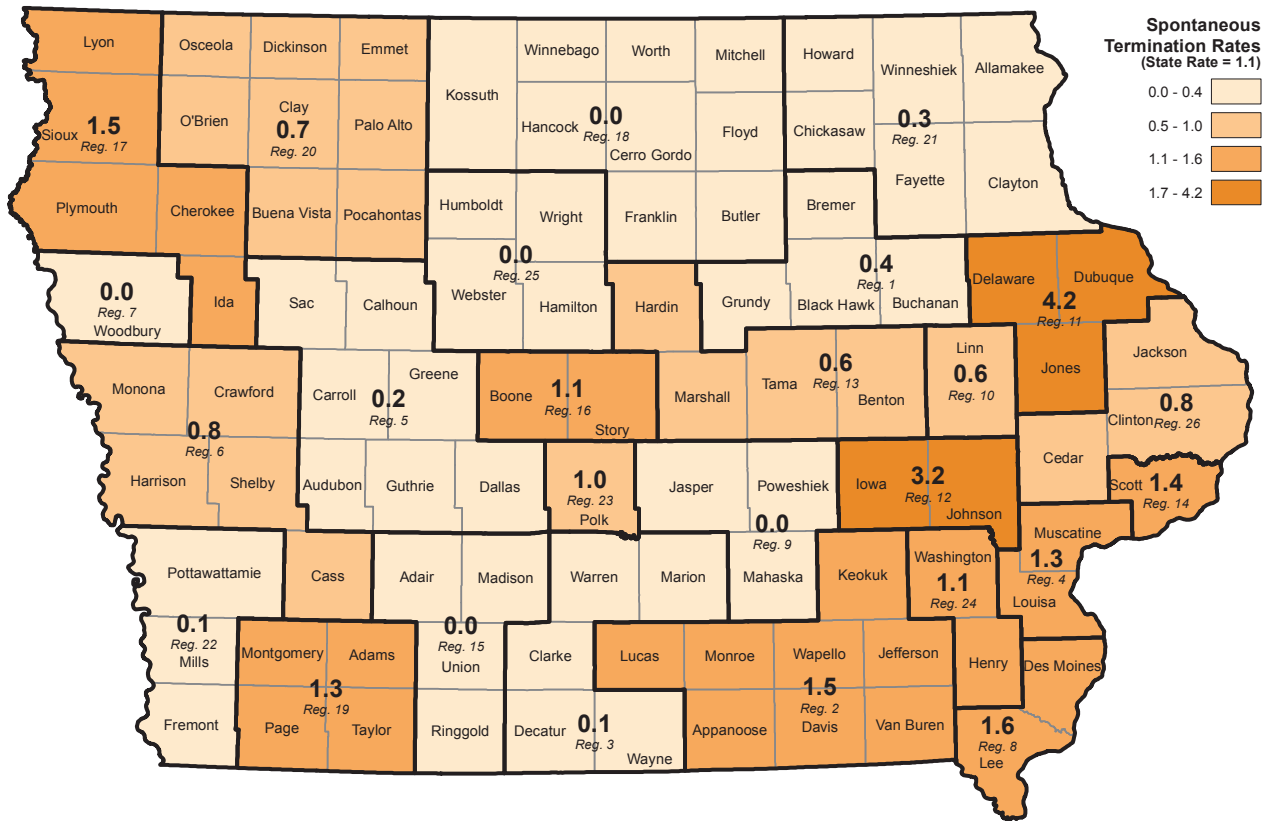 Spontaneous
Termination Rates
(State Rate = 1.1)
0.0 - 0.4
0.5 - 1.0
1.1 - 1.6
1.7 - 4.2
Lyon
Osceola
Dickinson
Emmet
Kossuth
Winnebago
Worth
Mitchell
Howard
Winneshiek
Allamakee
Sioux
1.5
Reg. 17
O'Brien
Clay
0.7
Reg. 20
Palo Alto
Hancock
0.0
Reg. 18
Cerro Gordo
Floyd
Chickasaw
0.3
Reg. 21
Fayette
Clayton
Plymouth
Cherokee
Buena Vista
Pocahontas
Humboldt
Wright
Franklin
Butler
Bremer
0.0
Reg. 7
Woodbury
Ida
Sac
Calhoun
0.0
Reg. 25
Webster
Hamilton
Hardin
Grundy
0.4
Reg. 1
Black Hawk
Buchanan
Delaware
Dubuque
4.2
Reg. 11
Jones
Jackson
Monona
Crawford
0.8
Reg. 6
Harrison
Shelby
Carroll
Greene
0.2
Reg. 5
Boone
1.1
Reg. 16
Story
Marshall
Tama
0.6
Reg. 13
Benton
Linn
0.6
Reg. 10
Clinton
0.8
Reg. 26
Cedar
Scott
1.4
Reg. 14
Audubon
Guthrie
Dallas
1.0
Reg. 23
Polk
Jasper
Poweshiek
0.0
Reg. 9
Mahaska
Iowa
3.2
Reg. 12
Johnson
Muscatine
1.3
Reg. 4
Louisa
Pottawattamie
Cass
Adair
Madison
Warren
Marion
Keokuk
Washington
1.1
Reg. 24
0.1
Reg. 22
Mills
Montgomery
Adams
1.3
Reg. 19
Page
Taylor
0.0
Reg. 15
Union
Clarke
Lucas
Monroe
Wapello
Jefferson
Henry
Des Moines
Fremont
Ringgold
Decatur
0.1
Reg. 3
Wayne
Appanoose
1.5
Reg. 2
Davis
Van Buren
1.6
Reg. 8
Lee